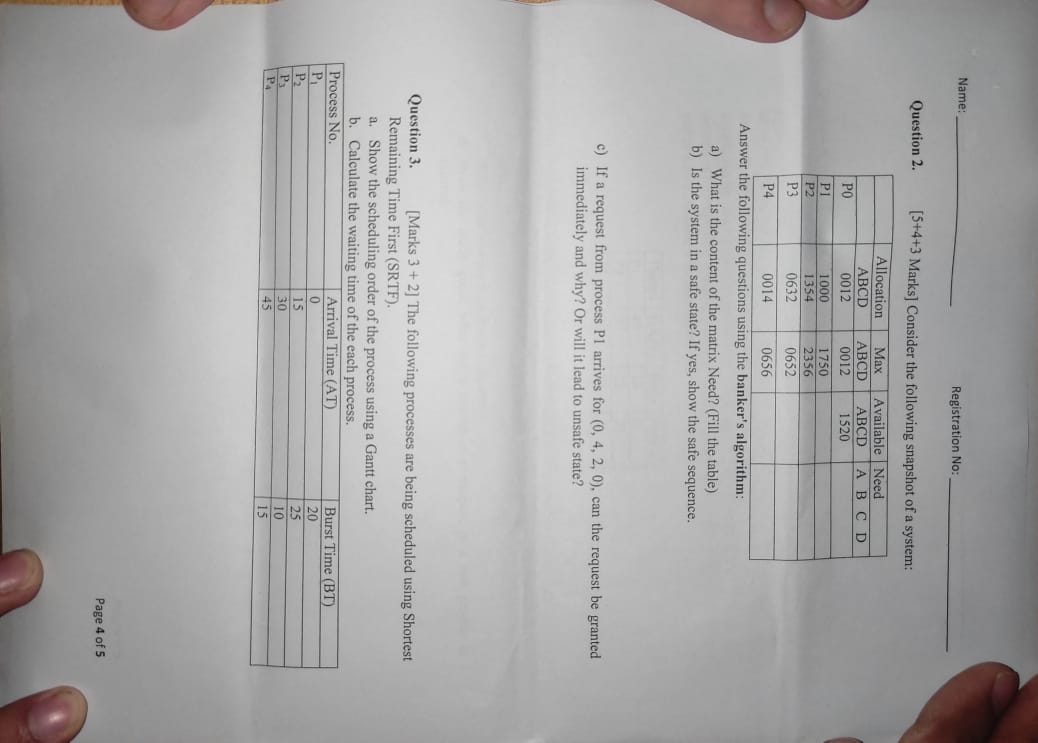 Name: Registration No:
Question 2. [5+4+3 Marks] Consider the following snapshot of a system:
Allocation Max Available Need
ABCD ABCD ABCD A B C D
P0 0012 0012 1520
P1 1000 1750
P2 1354 2356
P3 0632 0652
P4 0014 0656
Answer the following questions using the banker's algorithm:
a) What is the content of the matrix Need? (Fill the table)
b) Is the system in a safe state? If yes, show the safe sequence.
c) If a request from process P1 arrives for (0, 4, 2, 0), can the request be granted
immediately and why? Or will it lead to unsafe state?
Question 3. [Marks 3 + 2] The following processes are being scheduled using Shortest
Remaining Time First (SRTF).
a. Show the scheduling order of the process using a Gantt chart.
b. Calculate the waiting time of the each process.
Process No. Arrival Time (AT) Burst Time (BT)
P1 0 20
P2 15 25
P3 30 10
P4 45 15
Page 4 of 5